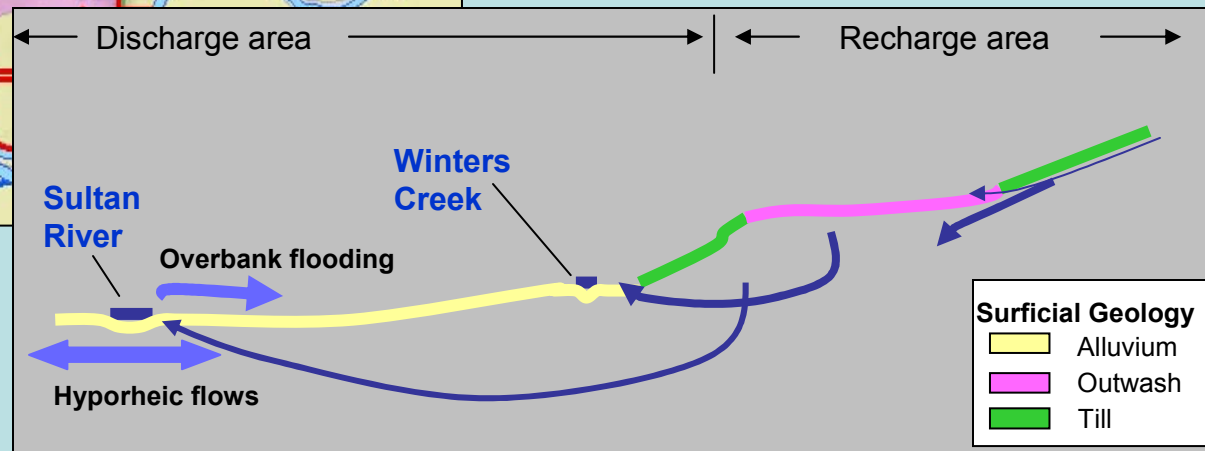 Discharge area
Recharge area
Winters
Creek
Sultan
River
Overbank flooding
Hyporheic flows
Surficial Geology
Alluvium
Outwash
Till